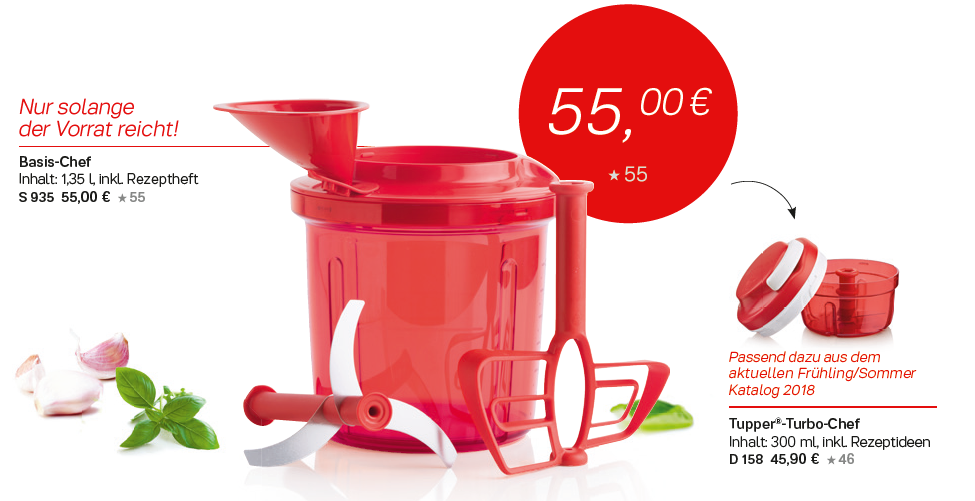 Nur solange
der Vorrat reicht!
Basis-Chef
Inhalt: 1,35 l, inkl. Rezeptheft
S 935 55,00 € ★ 55
55,00 €
★ 55
Passend dazu aus dem
aktuellen Frühling/Sommer
Katalog 2018
Tupper®-Turbo-Chef
Inhalt: 300 ml, inkl. Rezeptideen
D 158 45,90 € ★ 46